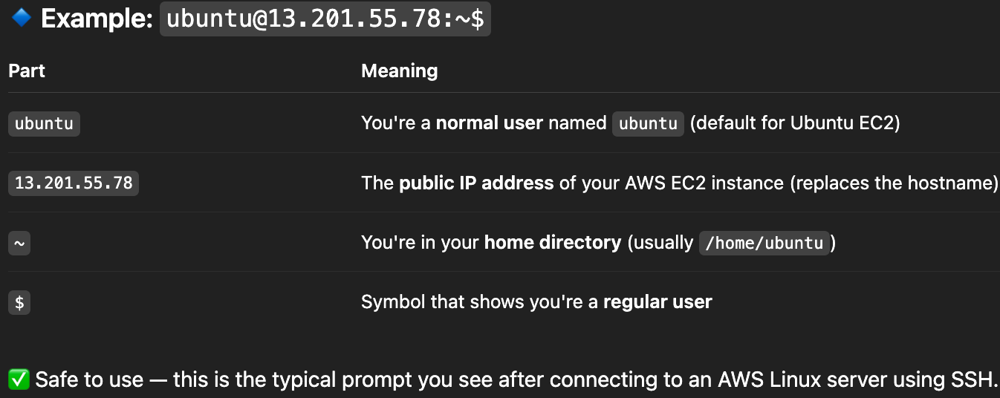 🔹 Example: ubuntu@13.201.55.78:~$
Part Meaning
ubuntu You're a normal user named ubuntu (default for Ubuntu EC2)
13.201.55.78 The public IP address of your AWS EC2 instance (replaces the hostname)
~ You're in your home directory (usually /home/ubuntu)
$ Symbol that shows you're a regular user
✅ Safe to use — this is the typical prompt you see after connecting to an AWS Linux server using SSH.